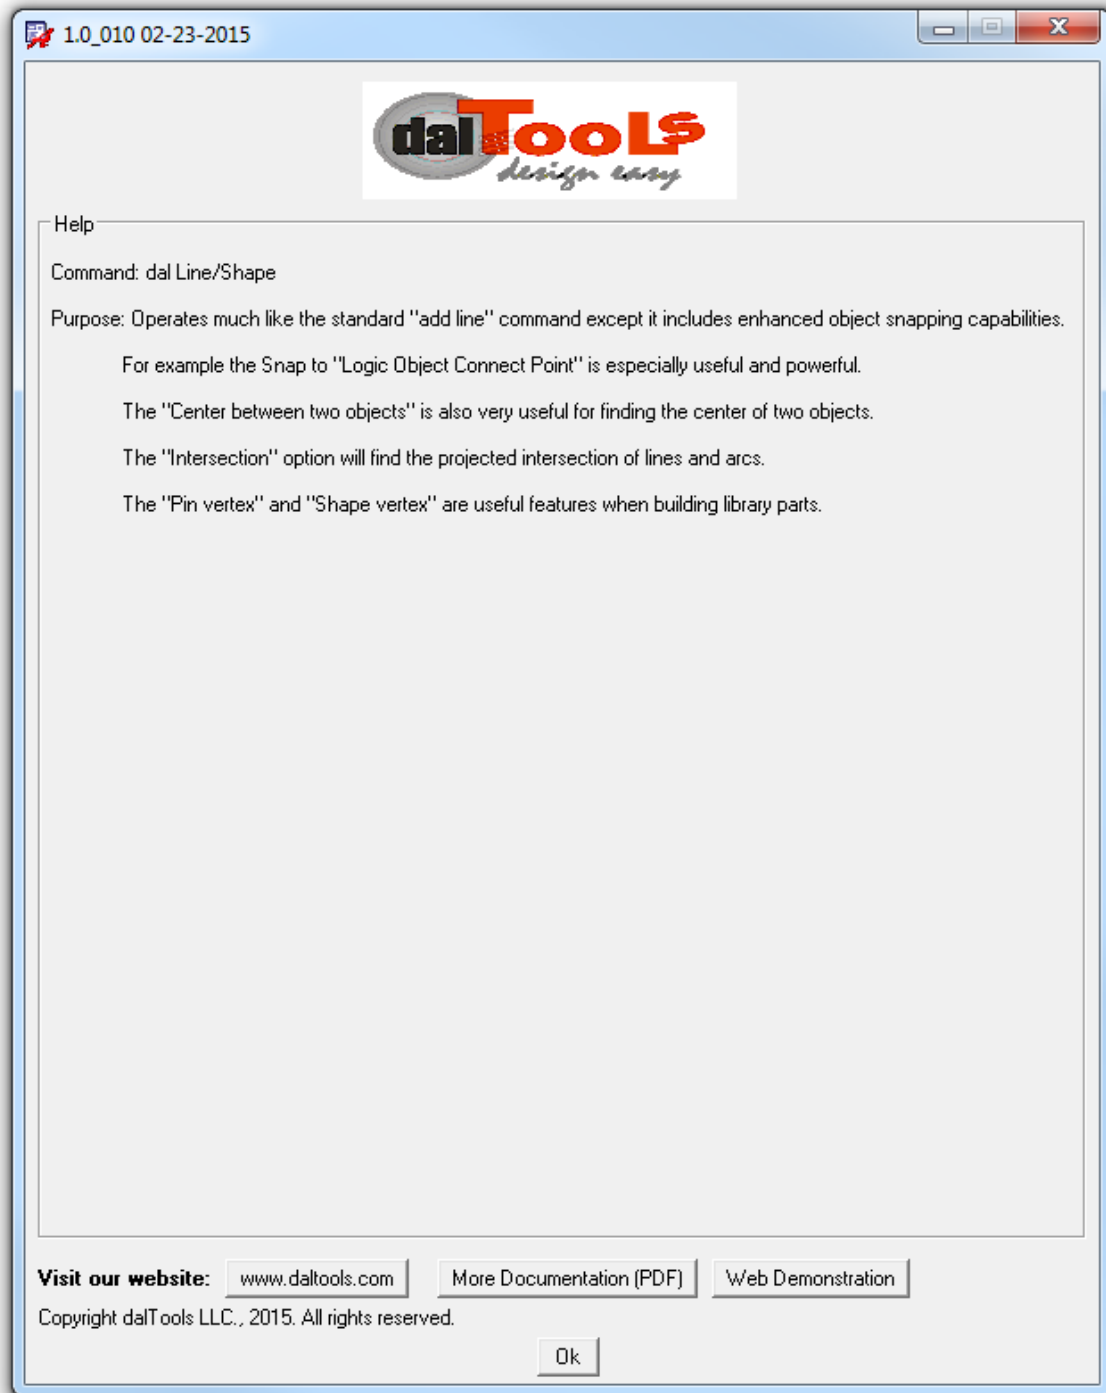 1.0_010 02-23-2015
dalTooLs
design easy
Help
Command: dal Line/Shape
Purpose: Operates much like the standard "add line" command except it includes enhanced object snapping capabilities.
For example the Snap to "Logic Object Connect Point" is especially useful and powerful.
The "Center between two objects" is also very useful for finding the center of two objects.
The "Intersection" option will find the projected intersection of lines and arcs.
The "Pin vertex" and "Shape vertex" are useful features when building library parts.
Visit our website: www.daltools.com More Documentation (PDF) Web Demonstration
Copyright dalTools LLC., 2015. All rights reserved.
Ok